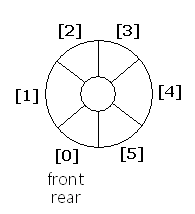 [2] [3]
[1] [4]
[0] [5]
front
rear